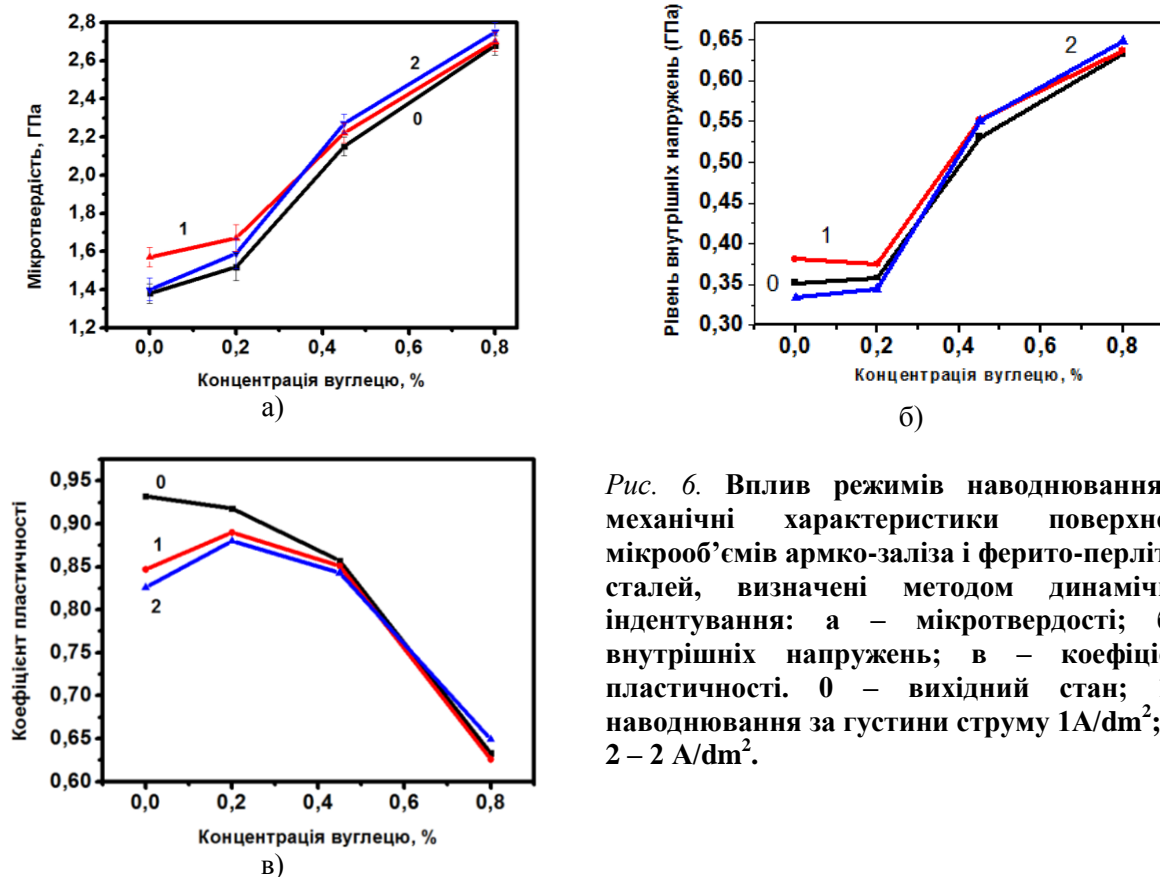 2,8
2,6
2,4
2,2
2,0
1,8
1,6
1,4
1,2
Мікротвердість, ГПа
1
2
0
0,0 0,2 0,4 0,6 0,8
Концентрація вуглецю, %
а)
0,65
0,60
0,55
0,50
0,45
0,40
0,35
0,30
Рівень внутрішніх напружень (ГПа)
2
1
0
0,0 0,2 0,4 0,6 0,8
Концентрація вуглецю, %
б)
0,95
0,90
0,85
0,80
0,75
0,70
0,65
0,60
Коефіцієнт пластичності
0
1
2
0,0 0,2 0,4 0,6 0,8
Концентрація вуглецю, %
в)
Рис. 6. Вплив режимів наводнювання
механічні характеристики
мікрооб’ємів армко-заліза і
сталей, визначені методом
індентування: а – мікротвердості;
внутрішніх напружень; в –
пластичності. 0 – вихідний стан;
наводнювання за густини струму 1A/dm²;
2 – 2 A/dm².